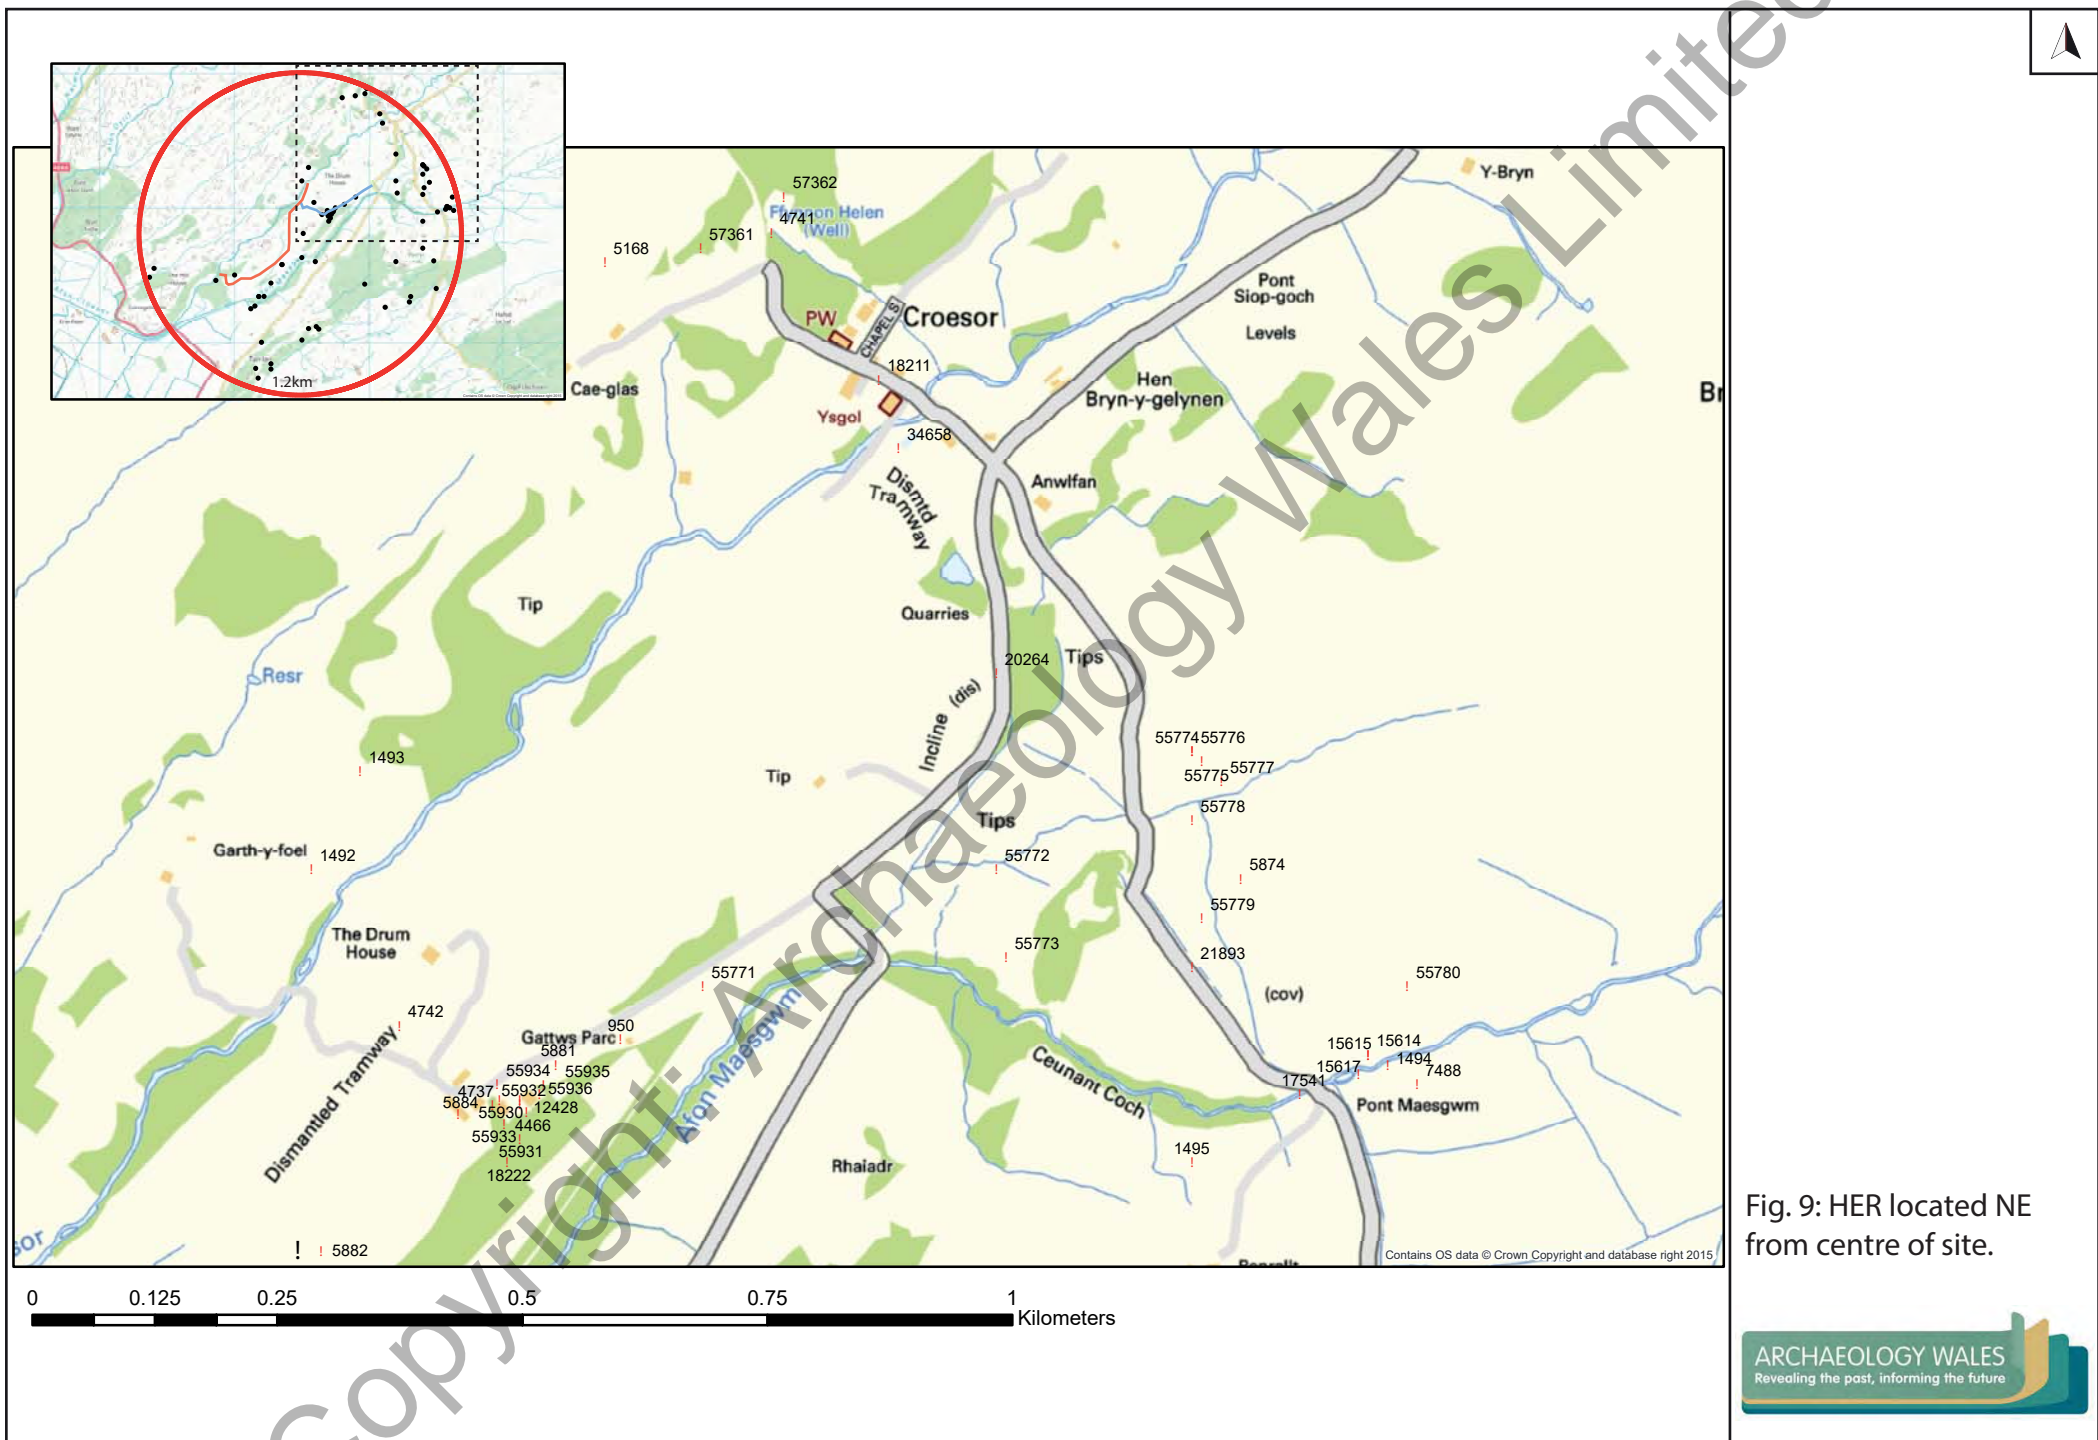 1.2km
57362
Ffynnon Helen
(Well)
4741
57361
5168
Y-Bryn
Pont
Siop-goch
Levels
PW
CHAPEL S
Croesor
18211
Cae-glas
Ysgol
34658
Hen
Bryn-y-gelynen
Br
Dismtd
Tramway
Anwlfan
Tip
Quarries
20264
Tips
Resr
Incline (dis)
1493
Tip
55774
55776
55775
55777
55778
Tips
Garth-y-foel
1492
55772
5874
55779
The Drum
House
55773
21893
55771
55780
(cov)
4742
Gattws Parc
950
5881
15615
15614
1494
15617
7488
17541
Pont Maesgwm
55934
55935
4737
55932
55936
5884
55930
12428
4466
55933
55931
18222
Dismantled Tramway
Afon Maesgwm
Ceunant Coch
1495
Rhaiadr
sor
! 5882
Contains OS data © Crown Copyright and database right 2015
0 0.125 0.25 0.5 0.75 1
Kilometers
Fig. 9: HER located NE
from centre of site.
ARCHAEOLOGY WALES
Revealing the past, informing the future
Copyright: Archaeology Wales Limited